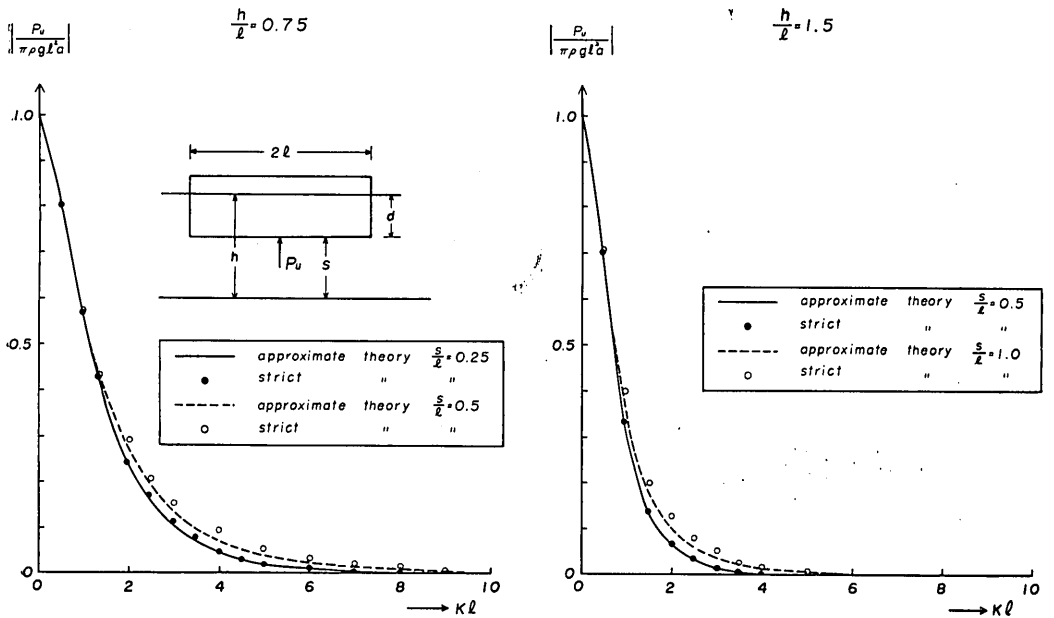 h/ℓ = 0.75
|Pu / πρgℓ²a|
1.0
0.5
0
0 2 4 6 8 10
Kℓ
2ℓ
d
h
Pu
s
approximate theory s/ℓ = 0.25
strict " "
approximate theory s/ℓ = 0.5
strict " "
h/ℓ = 1.5
|Pu / πρgℓ²a|
1.0
0.5
0
0 2 4 6 8 10
Kℓ
approximate theory s/ℓ = 0.5
strict " "
approximate theory s/ℓ = 1.0
strict " "